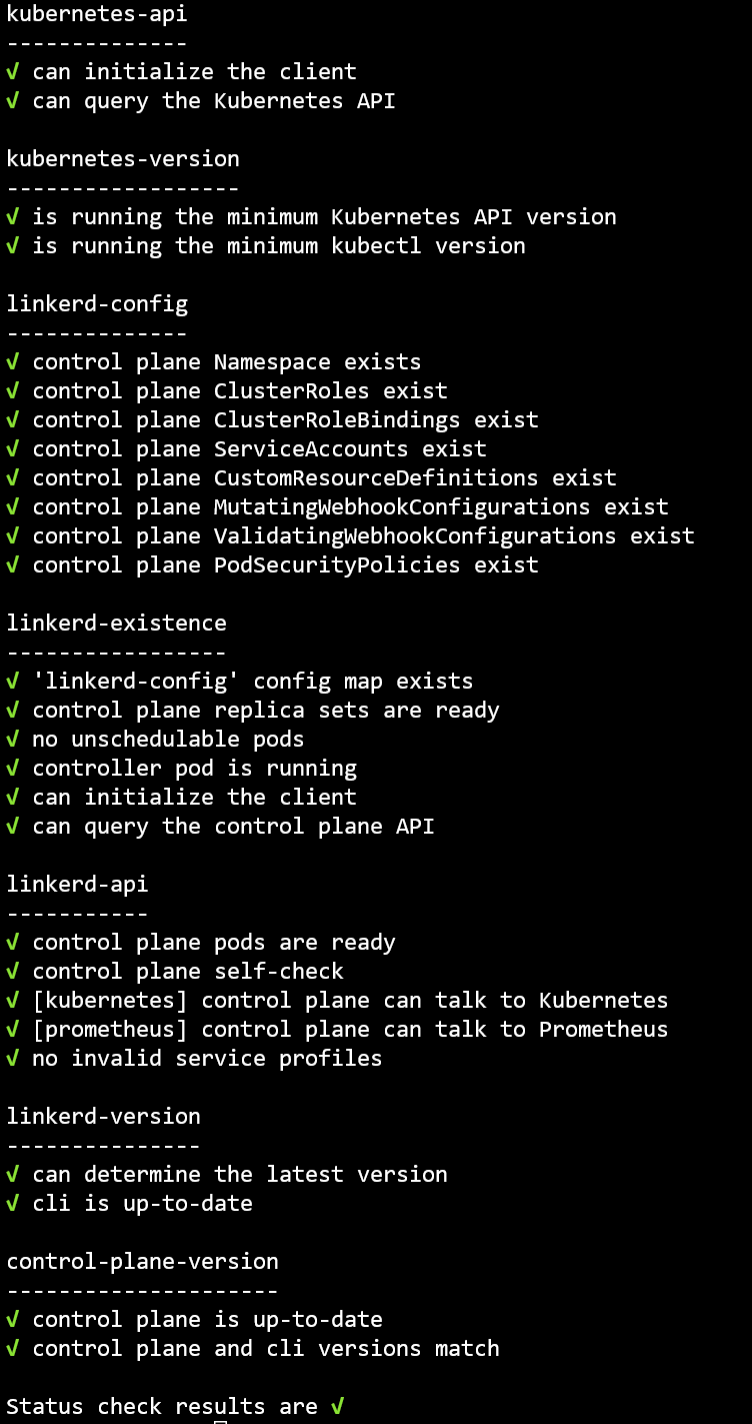 kubernetes-api
--------------
√ can initialize the client
√ can query the Kubernetes API

kubernetes-version
------------------
√ is running the minimum Kubernetes API version
√ is running the minimum kubectl version

linkerd-config
--------------
√ control plane Namespace exists
√ control plane ClusterRoles exist
√ control plane ClusterRoleBindings exist
√ control plane ServiceAccounts exist
√ control plane CustomResourceDefinitions exist
√ control plane MutatingWebhookConfigurations exist
√ control plane ValidatingWebhookConfigurations exist
√ control plane PodSecurityPolicies exist

linkerd-existence
-----------------
√ 'linkerd-config' config map exists
√ control plane replica sets are ready
√ no unschedulable pods
√ controller pod is running
√ can initialize the client
√ can query the control plane API

linkerd-api
-----------
√ control plane pods are ready
√ control plane self-check
√ [kubernetes] control plane can talk to Kubernetes
√ [prometheus] control plane can talk to Prometheus
√ no invalid service profiles

linkerd-version
---------------
√ can determine the latest version
√ cli is up-to-date

control-plane-version
---------------------
√ control plane is up-to-date
√ control plane and cli versions match

Status check results are √